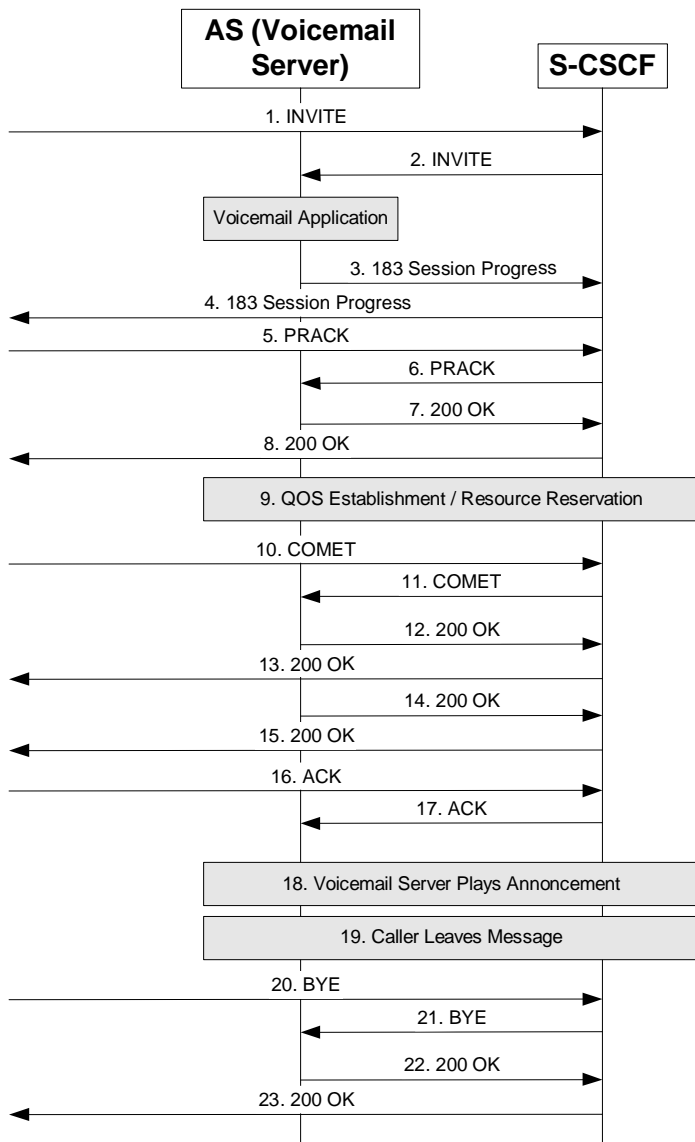 AS (Voicemail
Server)
S-CSCF
1. INVITE
2. INVITE
Voicemail Application
3. 183 Session Progress
4. 183 Session Progress
5. PRACK
6. PRACK
7. 200 OK
8. 200 OK
9. QOS Establishment / Resource Reservation
10. COMET
11. COMET
12. 200 OK
13. 200 OK
14. 200 OK
15. 200 OK
16. ACK
17. ACK
18. Voicemail Server Plays Annoncement
19. Caller Leaves Message
20. BYE
21. BYE
22. 200 OK
23. 200 OK